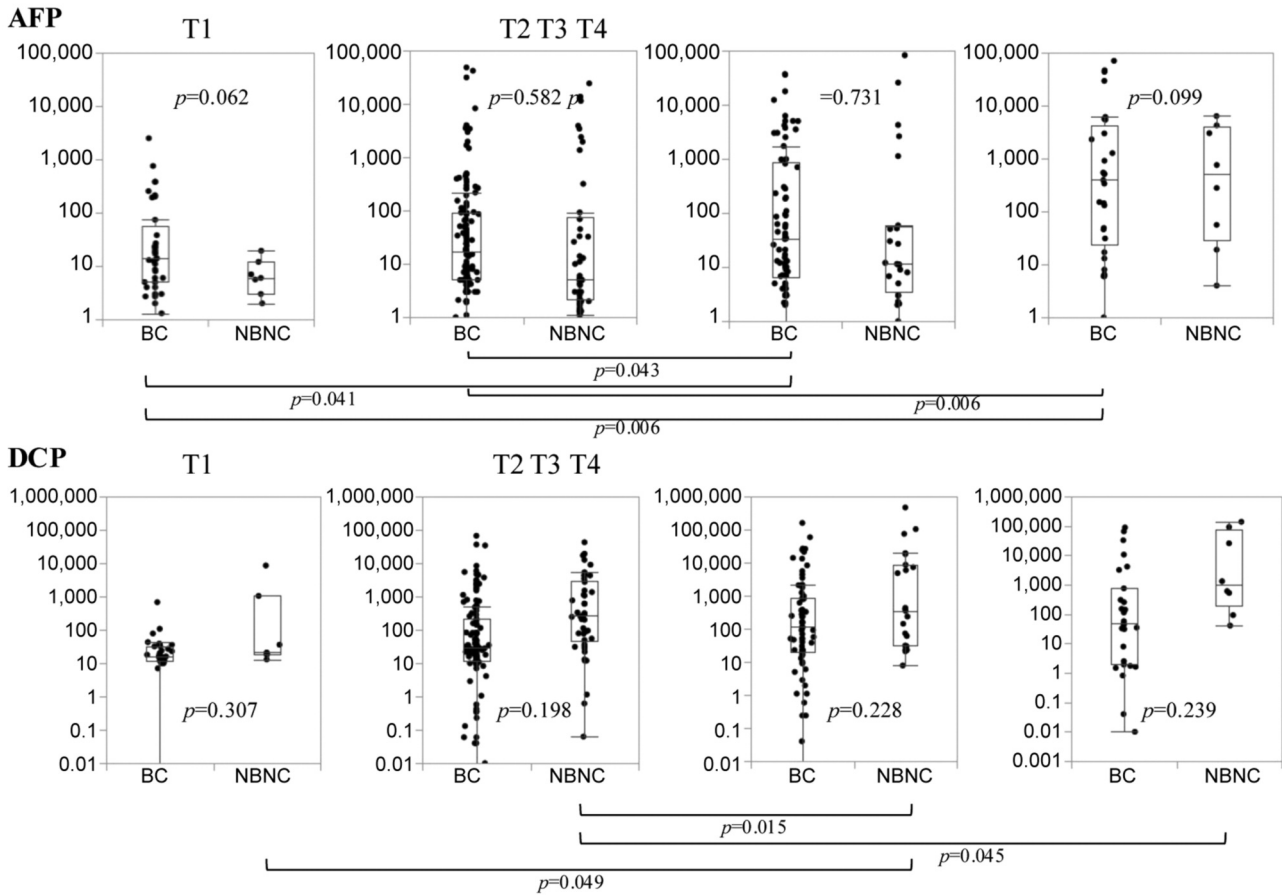 AFP
T1 T2 T3 T4
100,000 100,000 100,000 100,000
p=0.062 p=0.582 p =0.731 p=0.099
10,000 10,000 10,000 10,000
1,000 1,000 1,000 1,000
100 100 100 100
10 10 10 10
1 1 1 1
BC NBNC BC NBNC BC NBNC BC NBNC
p=0.043
p=0.041 p=0.006
p=0.006
DCP
T1 T2 T3 T4
1,000,000 1,000,000 1,000,000 1,000,000
100,000 100,000 100,000 100,000
10,000 10,000 10,000 10,000
1,000 1,000 1,000 1,000
100 100 100 100
10 10 10 10
1 1 1 1
p=0.307 p=0.198 p=0.228 p=0.239
0.1 0.1 0.1 0.1
0.01 0.01 0.01 0.01
0.001
BC NBNC BC NBNC BC NBNC BC NBNC
p=0.015
p=0.045
p=0.049